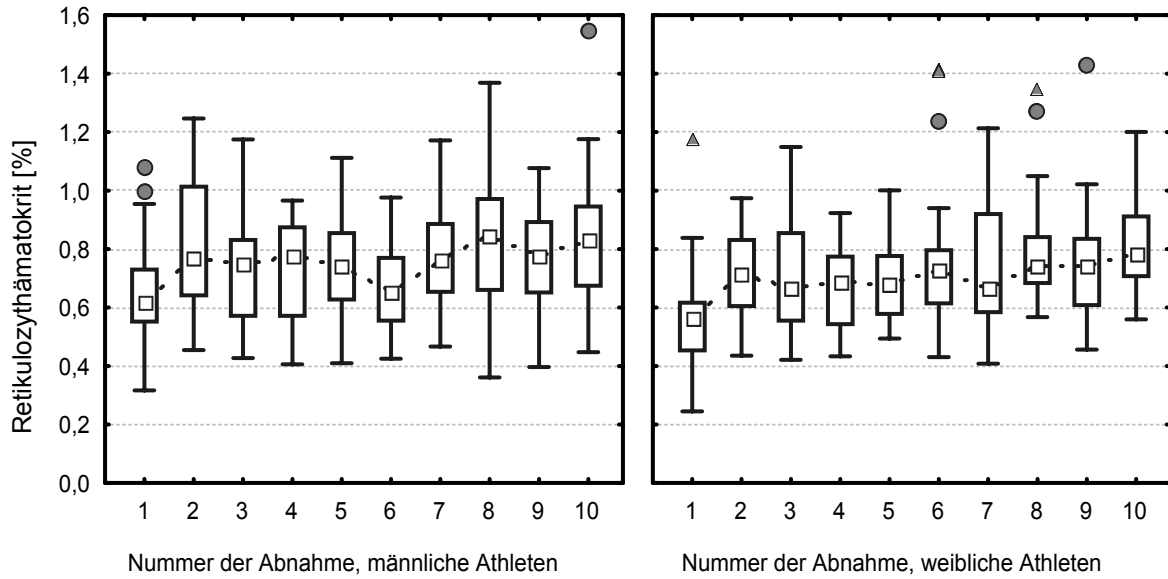 Retikulozythämatokrit [%]
1,6
1,4
1,2
1,0
0,8
0,6
0,4
0,2
0,0
1 2 3 4 5 6 7 8 9 10
Nummer der Abnahme, männliche Athleten
1 2 3 4 5 6 7 8 9 10
Nummer der Abnahme, weibliche Athleten